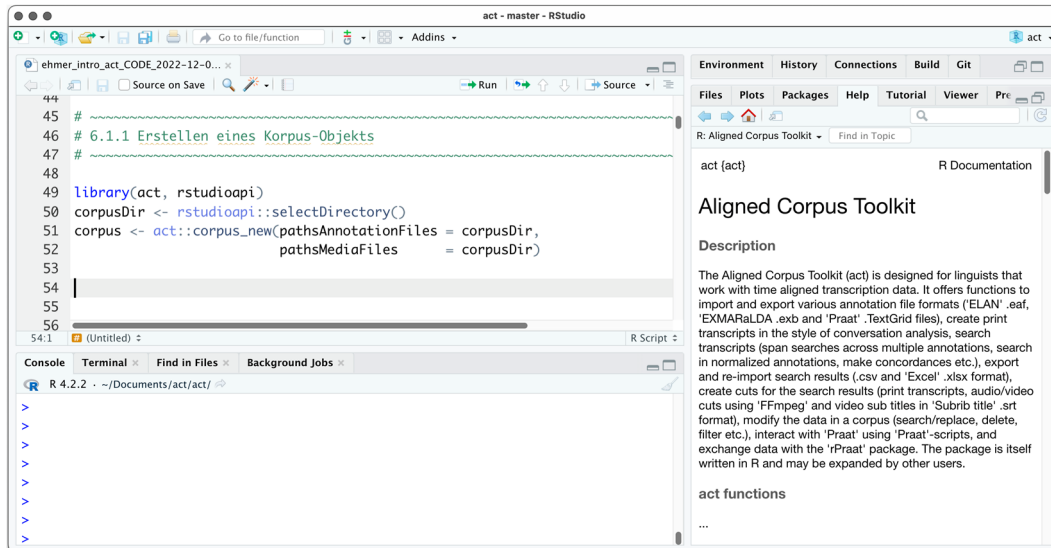 act - master - RStudio
Go to file/function
Addins
act
ehmer_intro_act_CODE_2022-12-0...
Source on Save
Run
Source
44
45 # ~~~~~~~~~~~~~~~~~~~~~~~~~~~~~~~~~~~~~~~~~~~~~~~~~~~~~~~~~~~~~~~~~~~~~~~~~~~
46 # 6.1.1 Erstellen eines Korpus-Objekts
47 # ~~~~~~~~~~~~~~~~~~~~~~~~~~~~~~~~~~~~~~~~~~~~~~~~~~~~~~~~~~~~~~~~~~~~~~~~~~~
48
49 library(act, rstudioapi)
50 corpusDir <- rstudioapi::selectDirectory()
51 corpus <- act::corpus_new(pathsAnnotationFiles = corpusDir,
52 pathsMediaFiles = corpusDir)
53
54
55
56
54:1 (Untitled) R Script
Console Terminal Find in Files Background Jobs
R 4.2.2 · ~/Documents/act/act/
>
>
>
>
>
>
>
>
Environment History Connections Build Git
Files Plots Packages Help Tutorial Viewer Pre
R: Aligned Corpus Toolkit Find in Topic
act {act} R Documentation
Aligned Corpus Toolkit
Description
The Aligned Corpus Toolkit (act) is designed for linguists that
work with time aligned transcription data. It offers functions to
import and export various annotation file formats ('ELAN' .eaf,
'EXMARaLDA .exb and 'Praat' .TextGrid files), create print
transcripts in the style of conversation analysis, search
transcripts (span searches across multiple annotations, search
in normalized annotations, make concordances etc.), export
and re-import search results (.csv and 'Excel' .xlsx format),
create cuts for the search results (print transcripts, audio/video
cuts using 'FFmpeg' and video sub titles in 'Subrib title' .srt
format), modify the data in a corpus (search/replace, delete,
filter etc.), interact with 'Praat' using 'Praat'-scripts, and
exchange data with the 'rPraat' package. The package is itself
written in R and may be expanded by other users.
act functions
...